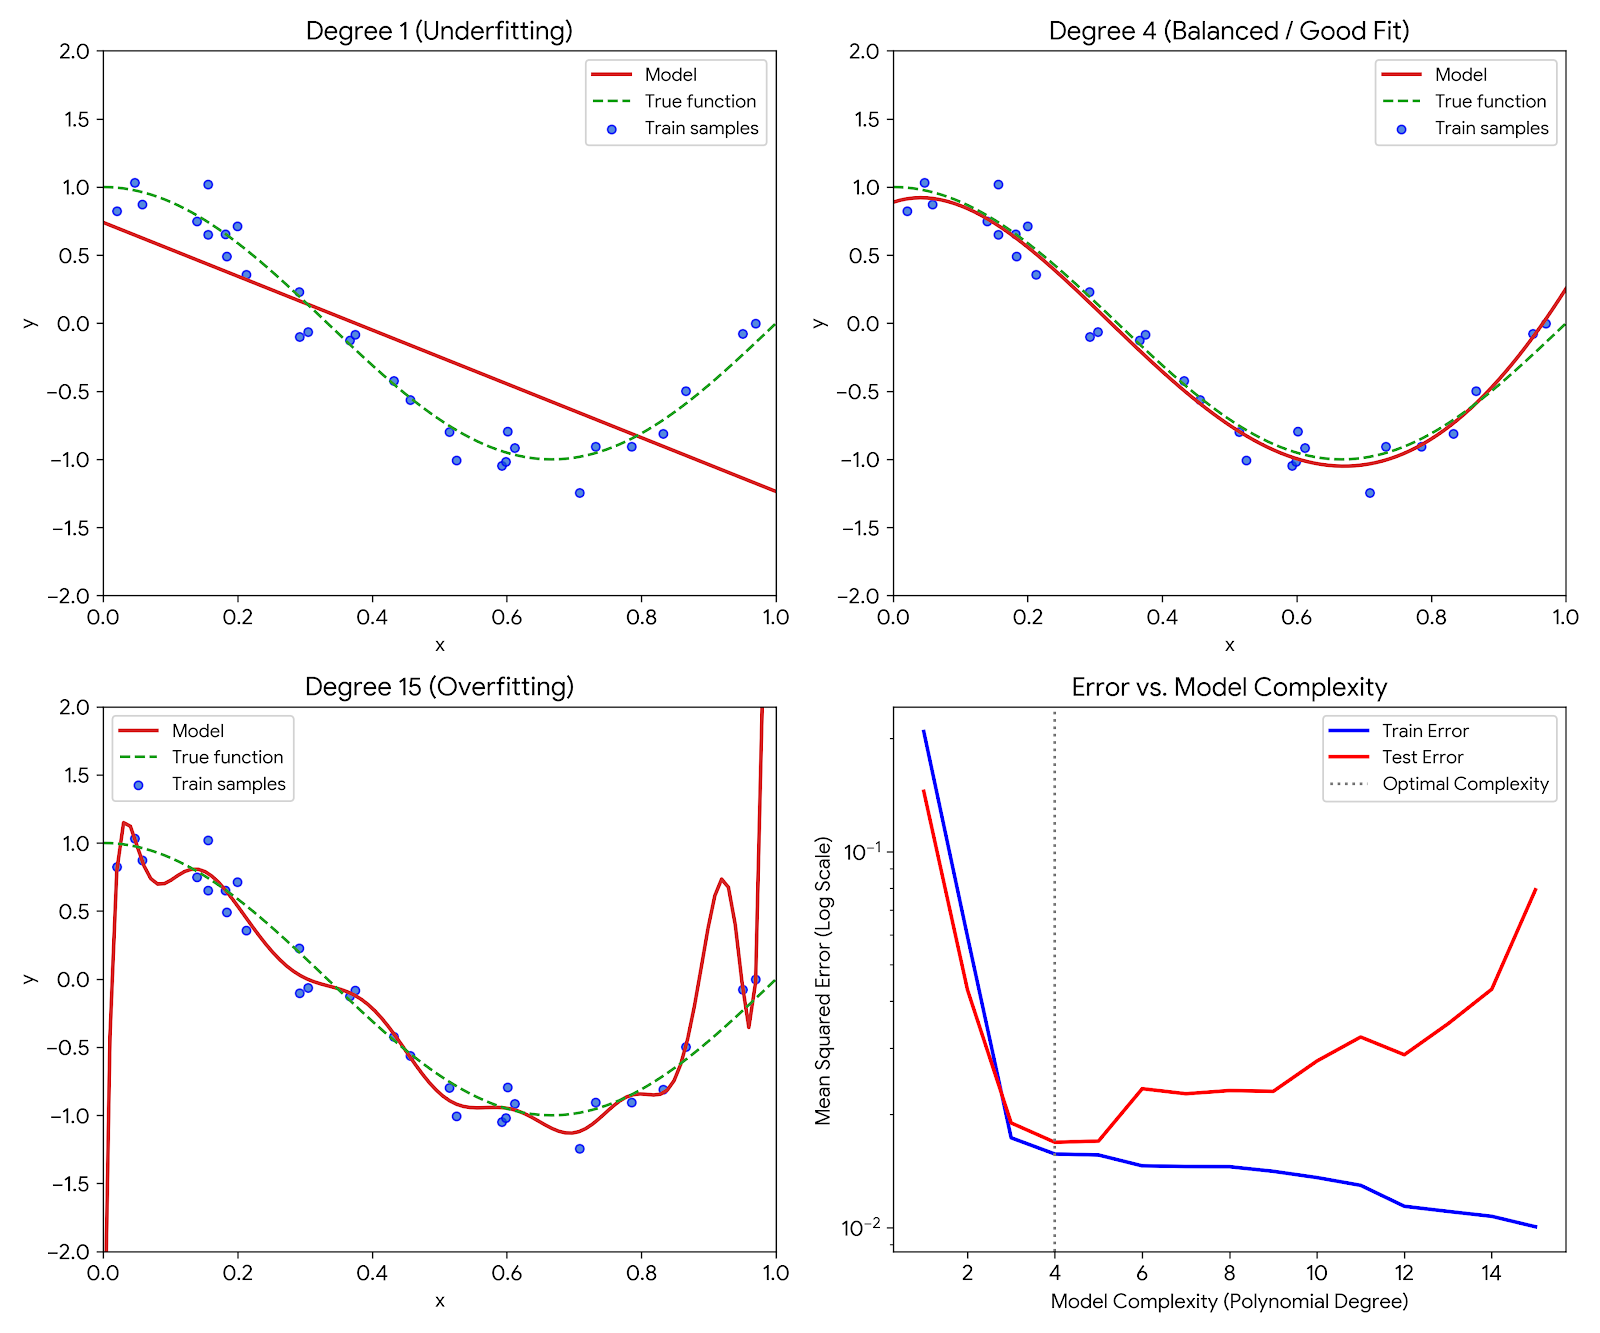 Degree 1 (Underfitting)
2.0
1.5
1.0
0.5
0.0
−0.5
−1.0
−1.5
−2.0
y
0.0 0.2 0.4 0.6 0.8 1.0
x
Model
True function
Train samples
Degree 4 (Balanced / Good Fit)
2.0
1.5
1.0
0.5
0.0
−0.5
−1.0
−1.5
−2.0
y
0.0 0.2 0.4 0.6 0.8 1.0
x
Model
True function
Train samples
Degree 15 (Overfitting)
2.0
1.5
1.0
0.5
0.0
−0.5
−1.0
−1.5
−2.0
y
0.0 0.2 0.4 0.6 0.8 1.0
x
Model
True function
Train samples
Error vs. Model Complexity
10⁻¹
10⁻²
Mean Squared Error (Log Scale)
2 4 6 8 10 12 14
Model Complexity (Polynomial Degree)
Train Error
Test Error
Optimal Complexity